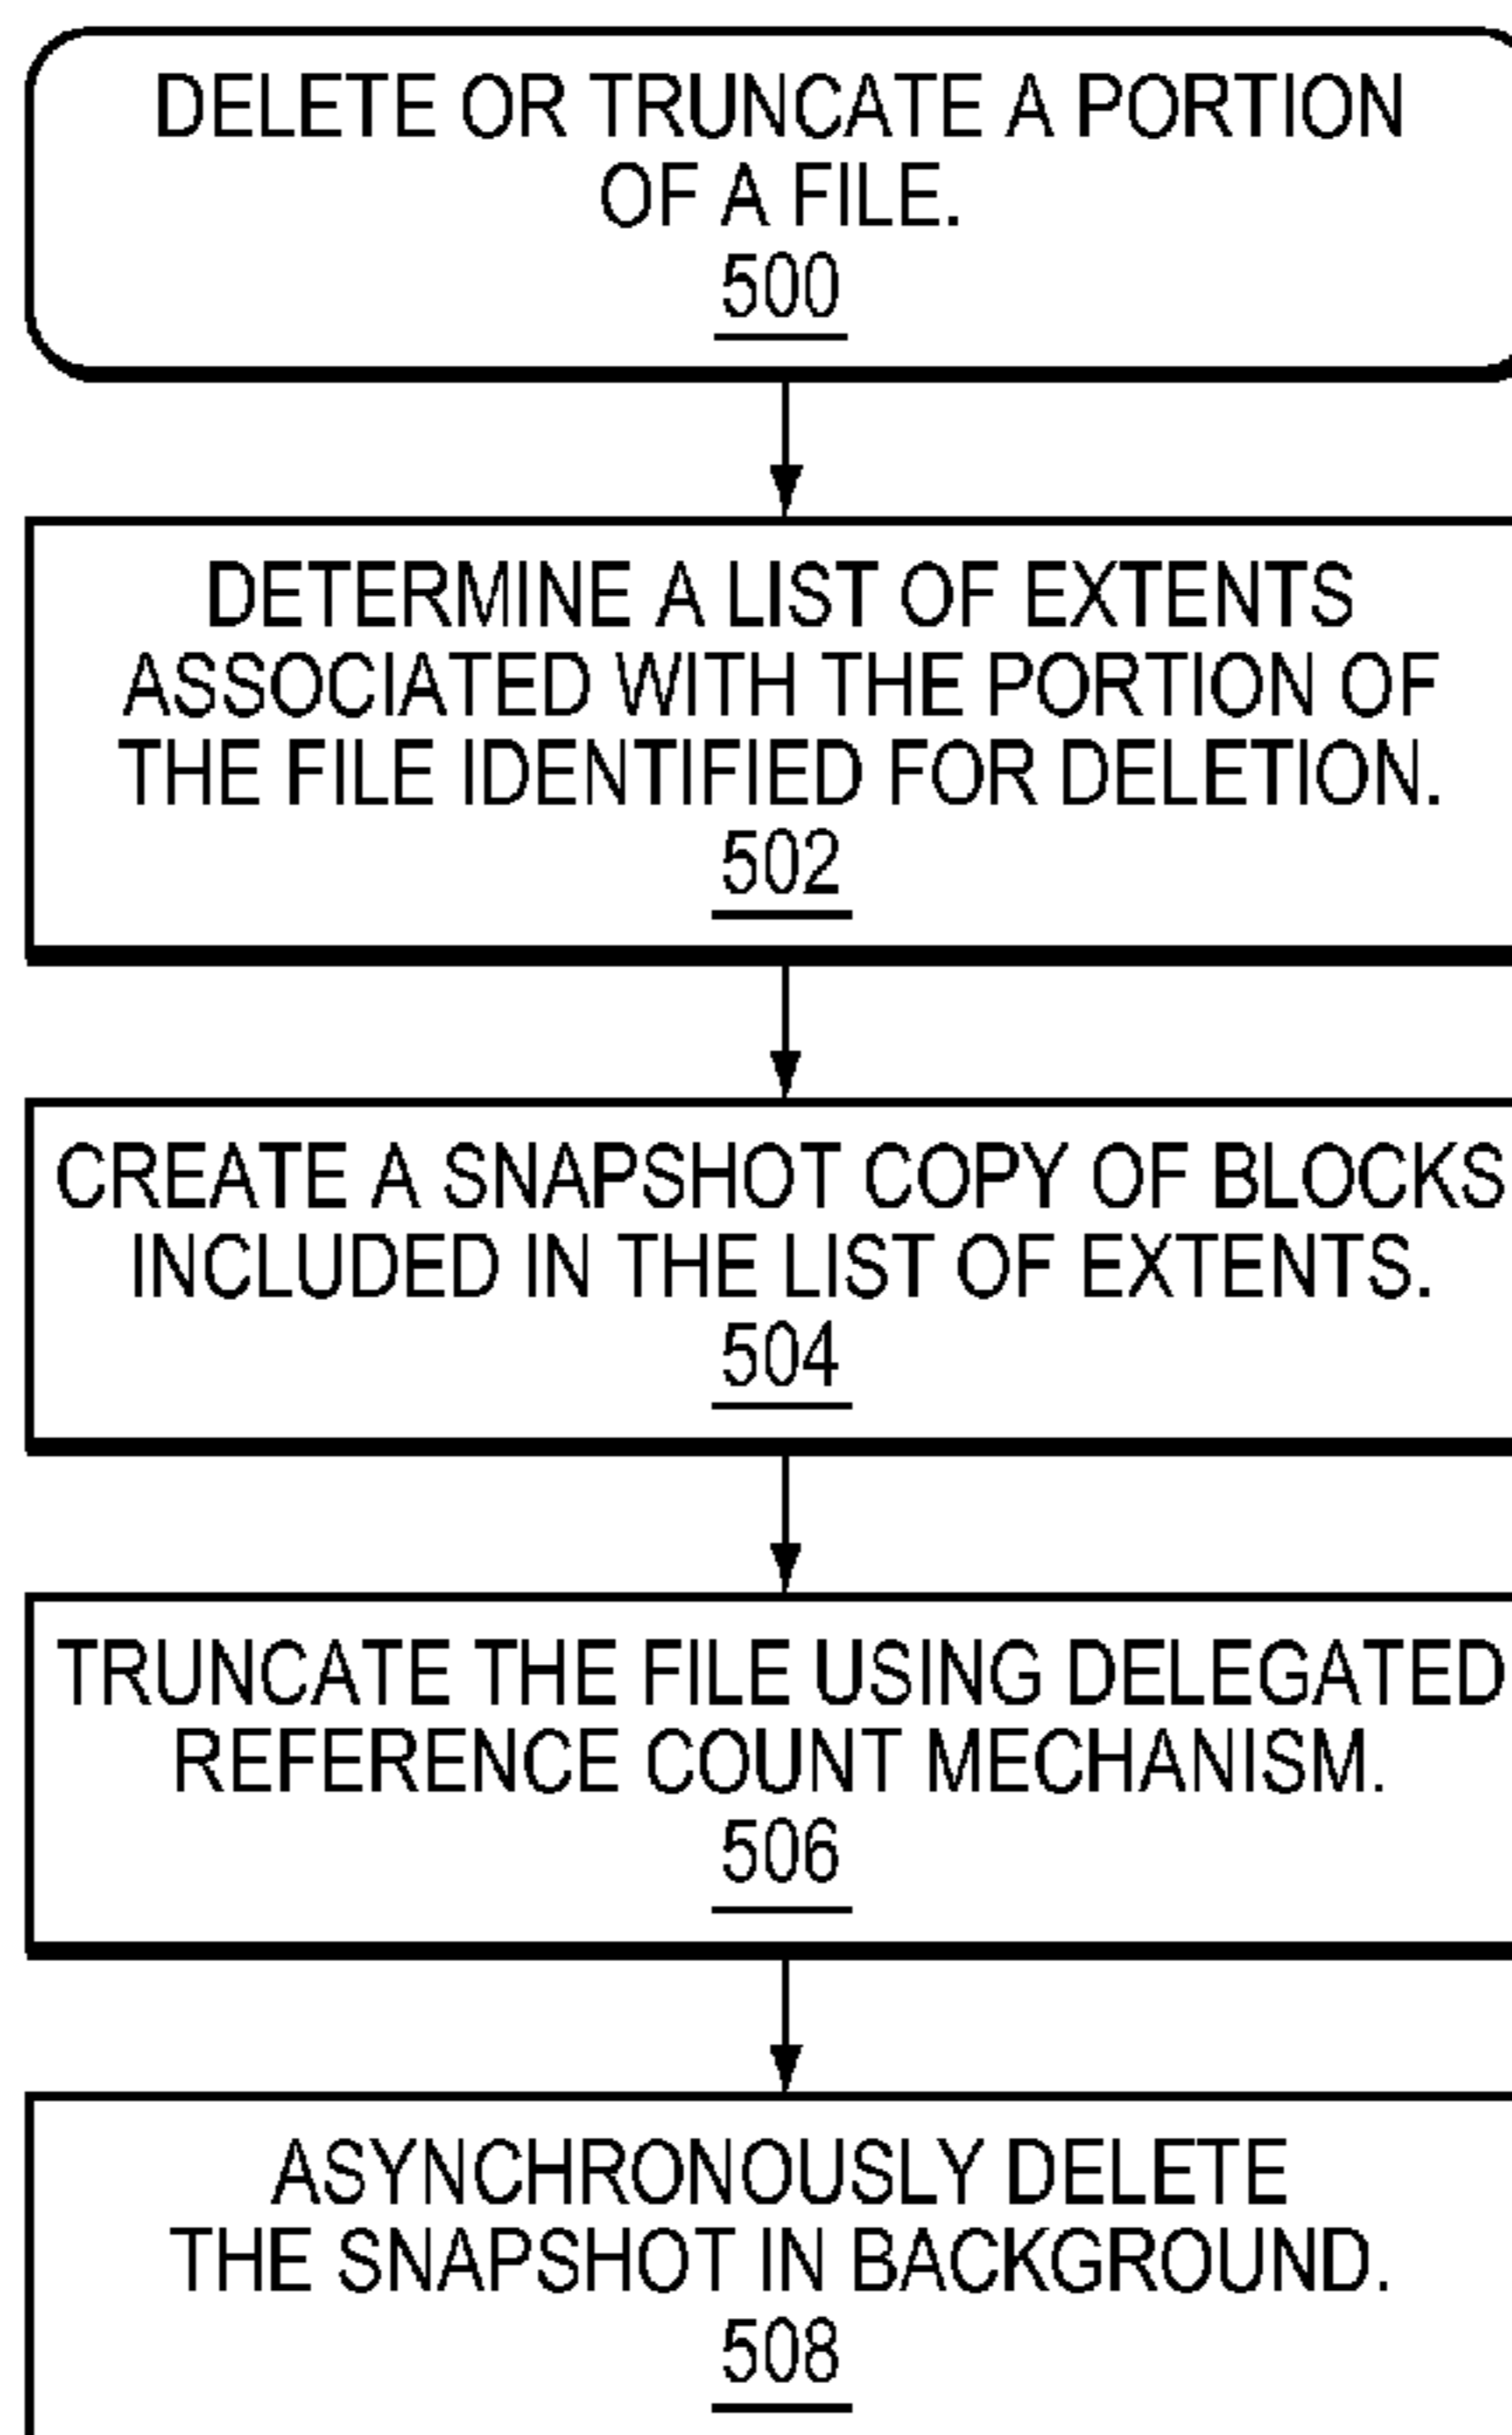 DELETE OR TRUNCATE A PORTION
OF A FILE.
500
DETERMINE A LIST OF EXTENTS
ASSOCIATED WITH THE PORTION OF
THE FILE IDENTIFIED FOR DELETION.
502
CREATE A SNAPSHOT COPY OF BLOCKS
INCLUDED IN THE LIST OF EXTENTS.
504
TRUNCATE THE FILE USING DELEGATED
REFERENCE COUNT MECHANISM.
506
ASYNCHRONOUSLY DELETE
THE SNAPSHOT IN BACKGROUND.
508